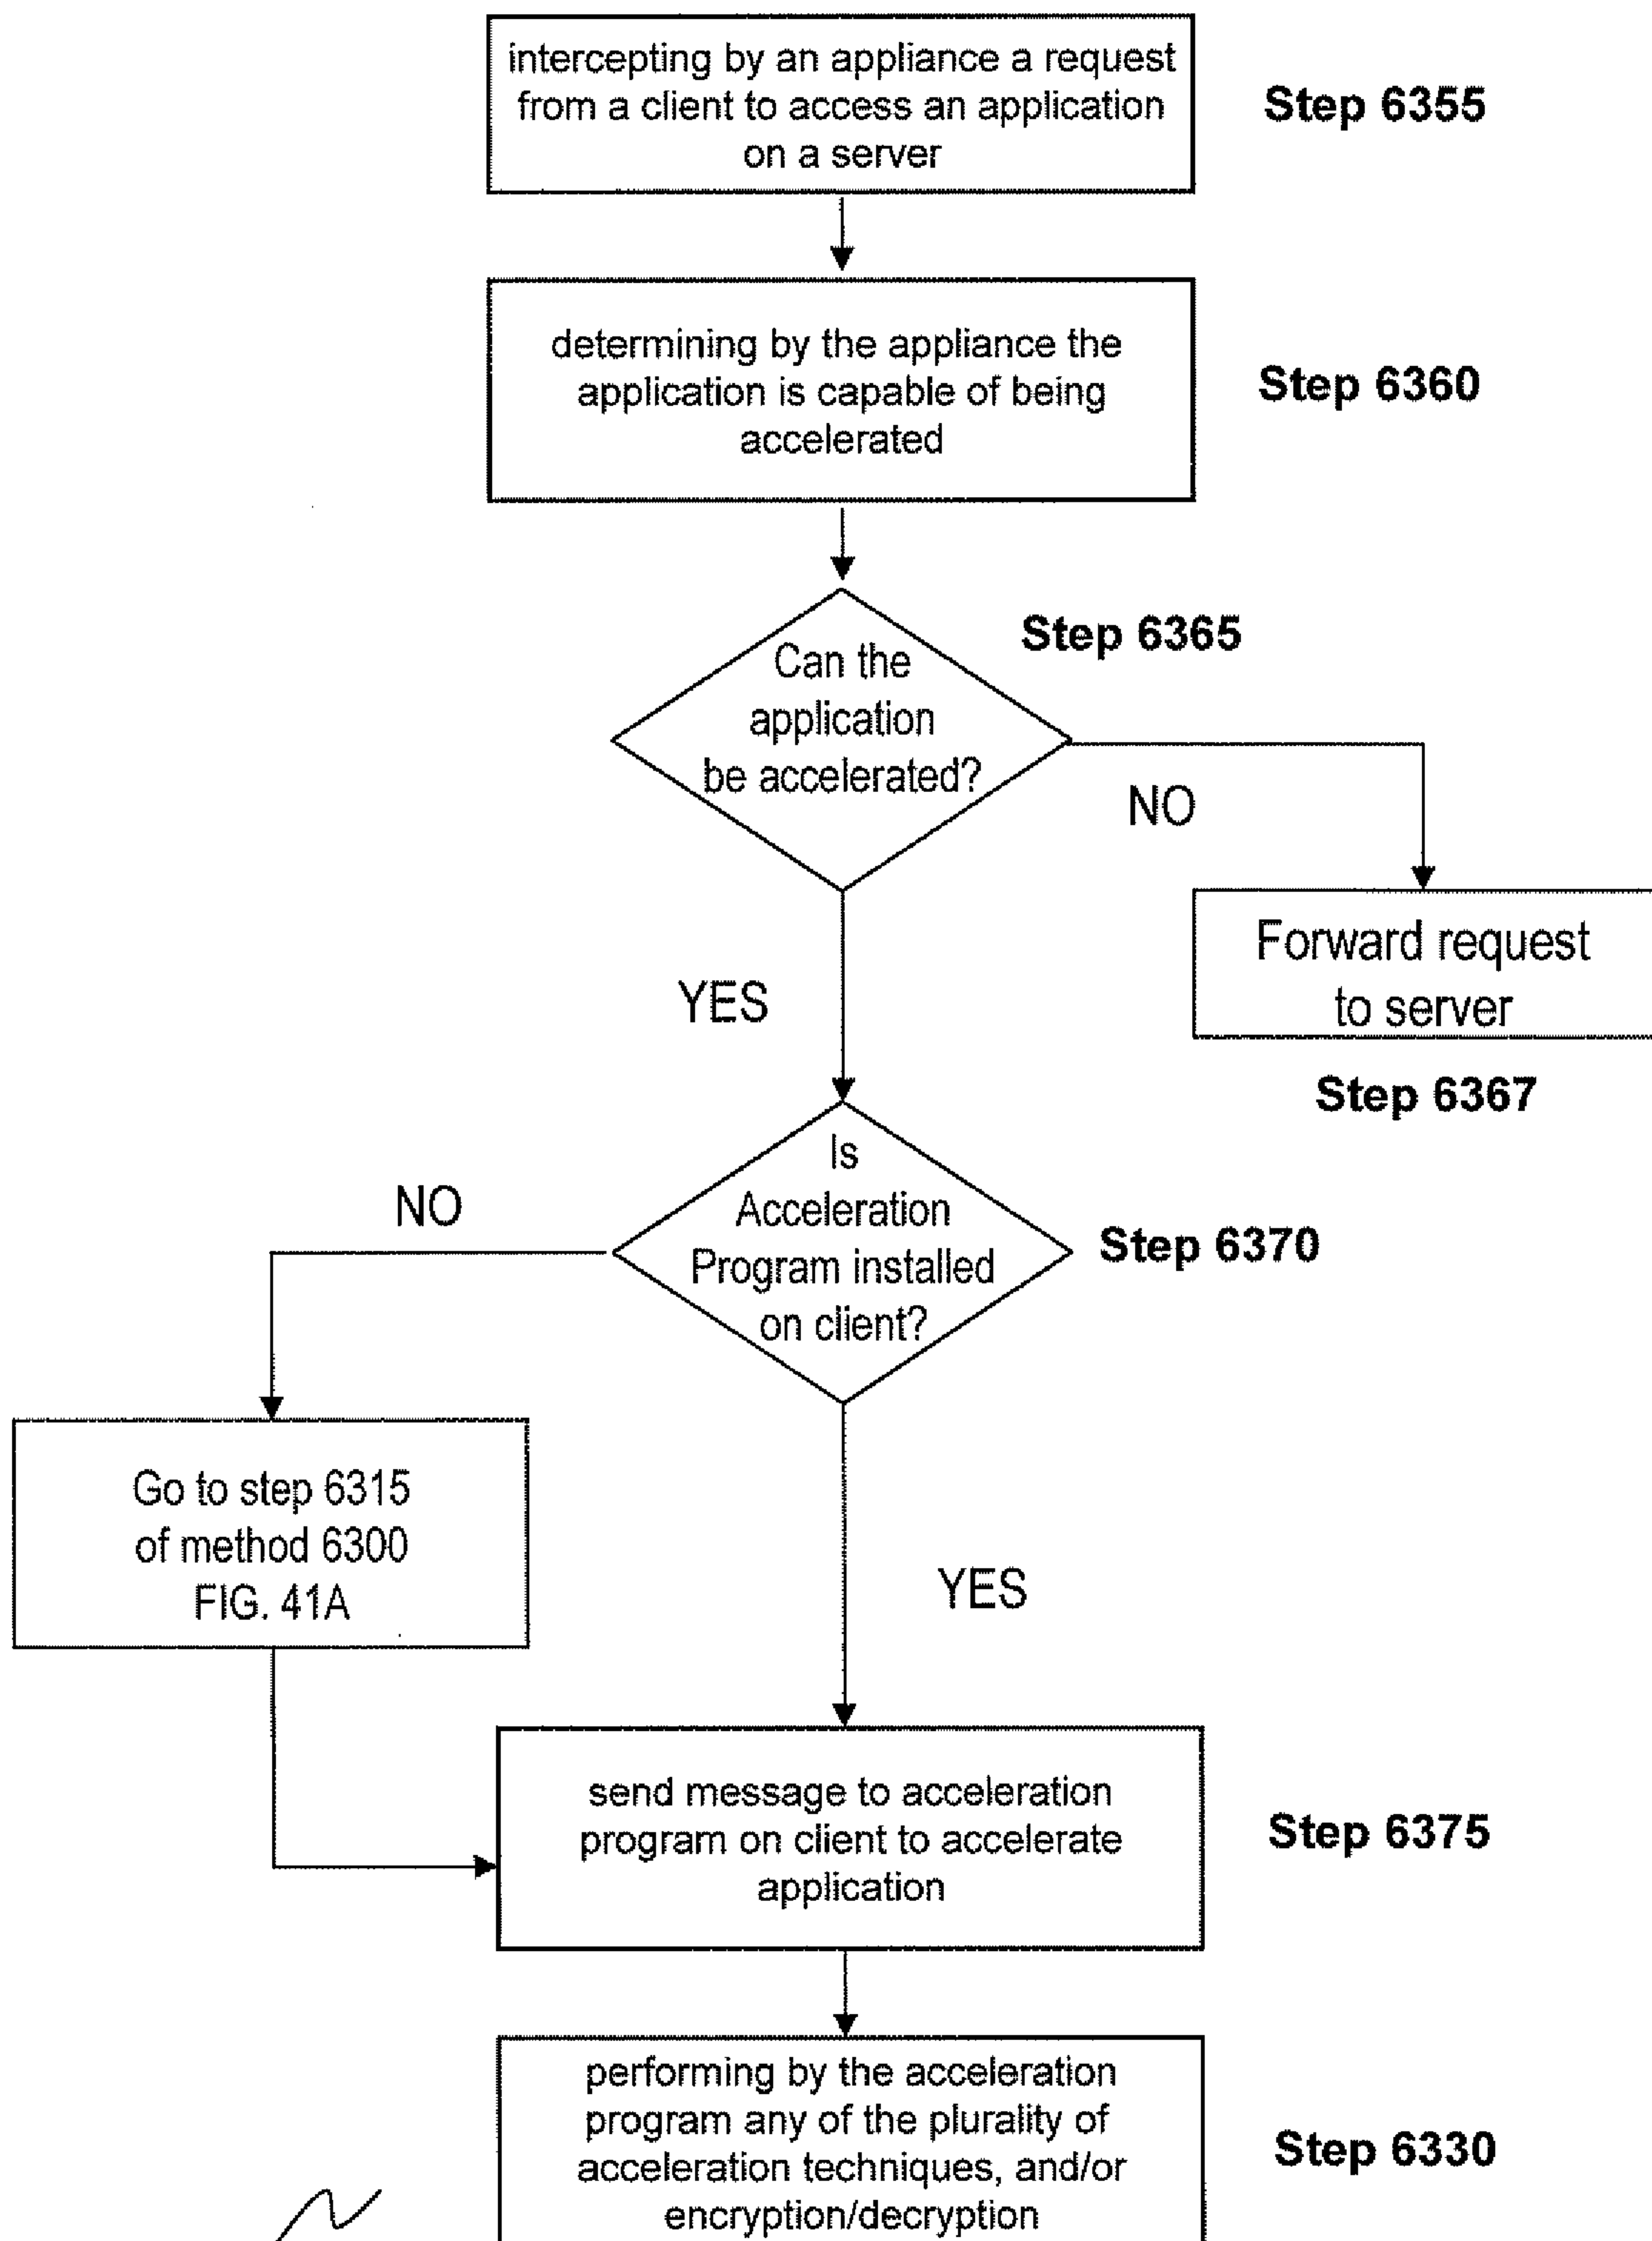 intercepting by an appliance a request
from a client to access an application
on a server
Step 6355
determining by the appliance the
application is capable of being
accelerated
Step 6360
Step 6365
Can the
application
be accelerated?
NO
Forward request
to server
Step 6367
YES
Is
Acceleration
Program installed
on client?
Step 6370
NO
Go to step 6315
of method 6300
FIG. 41A
YES
send message to acceleration
program on client to accelerate
application
Step 6375
performing by the acceleration
program any of the plurality of
acceleration techniques, and/or
encryption/decryption
Step 6330